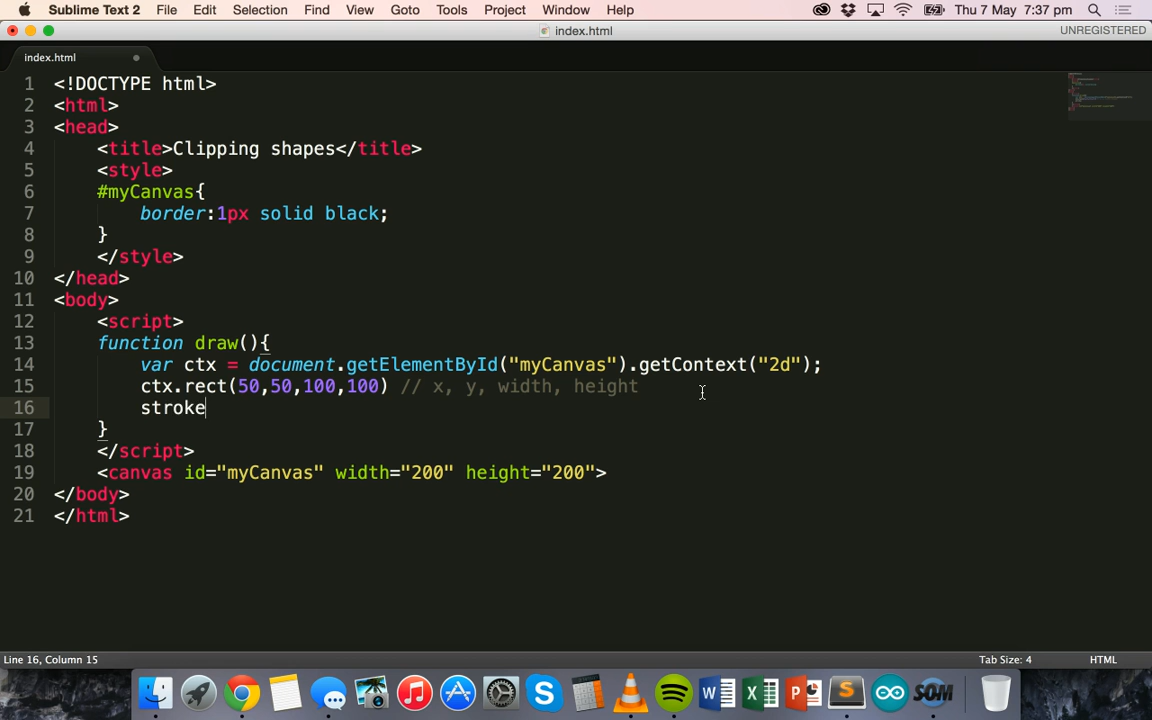 Sublime Text 2 File Edit Selection Find View Goto Tools Project Window Help Thu 7 May 7:37 pm
index.html UNREGISTERED
index.html
1 <!DOCTYPE html>
2 <html>
3 <head>
4 <title>Clipping shapes</title>
5 <style>
6 #myCanvas{
7 border:1px solid black;
8 }
9 </style>
10 </head>
11 <body>
12 <script>
13 function draw(){
14 var ctx = document.getElementById("myCanvas").getContext("2d");
15 ctx.rect(50,50,100,100) // x, y, width, height
16 stroke
17 }
18 </script>
19 <canvas id="myCanvas" width="200" height="200">
20 </body>
21 </html>
Line 16, Column 15 Tab Size: 4 HTML
SOM